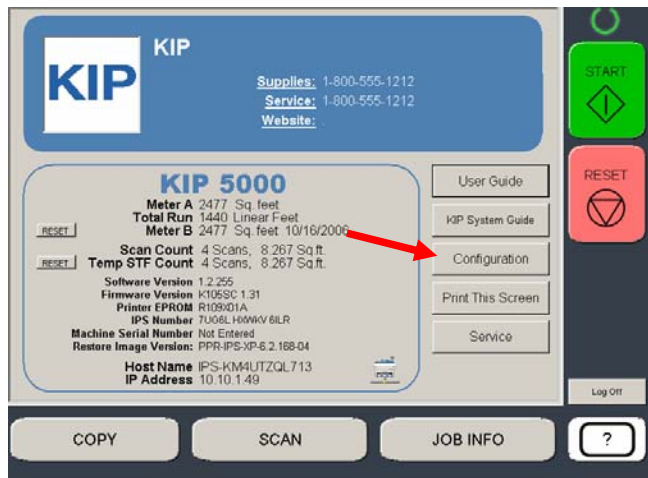 KIP
KIP
Supplies: 1-800-555-1212
Service: 1-800-555-1212
Website: .
START
RESET
KIP 5000
Meter A 2477 Sq. feet
Total Run 1440 Linear Feet
RESET Meter B 2477 Sq. feet 10/16/2006
Scan Count 4 Scans, 8.267 Sq.ft.
RESET Temp STF Count 4 Scans, 8.267 Sq.ft.
Software Version 1.2.255
Firmware Version K105SC 1.31
Printer EPROM R109X01A
IPS Number
Machine Serial Number Not Entered
Restore Image Version: PPR-IPS-XP-6.2.168-04
Host Name IPS-KM4UTZQL713
IP Address 10.10.1.49
User Guide
KIP System Guide
Configuration
Print This Screen
Service
Log Off
COPY
SCAN
JOB INFO
?